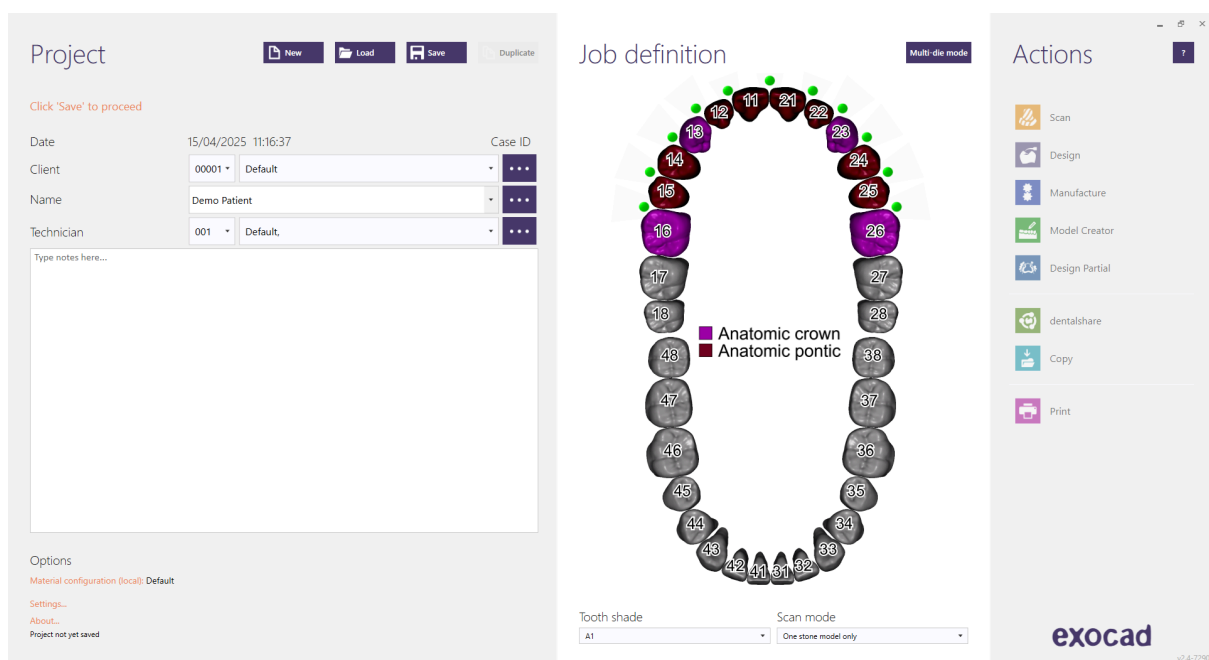 Project
New
Load
Save
Duplicate
Click 'Save' to proceed
Date 15/04/2025 11:16:37 Case ID
Client 00001 Default
Name Demo Patient
Technician 001 Default,
Type notes here...
Options
Material configuration (local): Default
Settings...
About...
Project not yet saved
Job definition
Multi-die mode
11 21
12 22
13 23
14 24
15 25
16 26
17 27
18 28
Anatomic crown
Anatomic pontic
48 38
47 37
46 36
45 35
44 34
43 33
42 41 31 32
Tooth shade Scan mode
A1 One stone model only
Actions
?
Scan
Design
Manufacture
Model Creator
Design Partial
dentalshare
Copy
Print
exocad
v2.4-7290